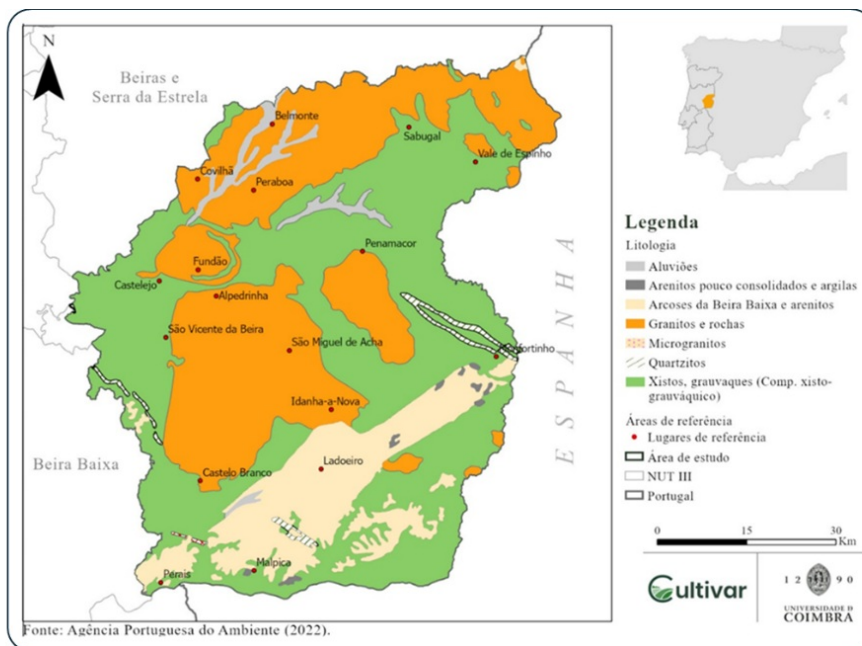 N
Beiras e
Serra da Estrela
Belmonte
Sabugal
Vale de Espinho
Covilhã
Peraboa
Penamacor
Fundão
Castelejo
Alpedrinha
São Vicente da Beira
São Miguel de Acha
Monfortinho
Idanha-a-Nova
ESPANHA
Beira Baixa
Ladoeiro
Castelo Branco
Malpica
Perais
Fonte: Agência Portuguesa do Ambiente (2022).
Legenda
Litologia
Aluviões
Arenitos pouco consolidados e argilas
Arcoses da Beira Baixa e arenitos
Granitos e rochas
Microgranitos
Quartzitos
Xistos, grauvaques (Comp. xisto-
grauváquico)
Áreas de referência
Lugares de referência
Área de estudo
NUT III
Portugal
0 15 30
Km
Cultivar
12 90
UNIVERSIDADE D
COIMBRA